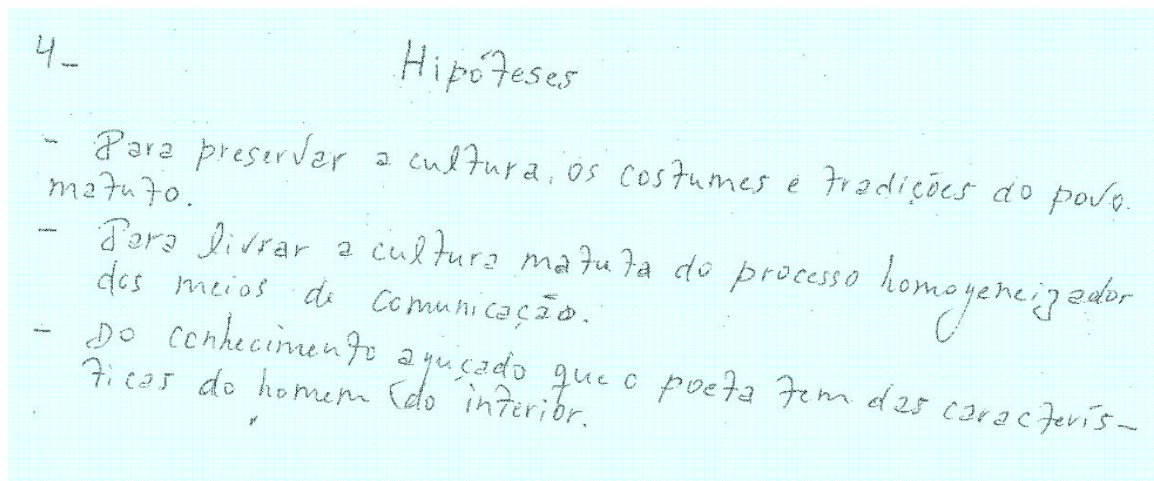 4-
Hipóteses
- Para preservar a cultura, os costumes e tradições do povo
matuto.
- Para livrar a cultura matuta do processo homogeneizador
dos meios de comunicação.
- Do conhecimento aguçado que o poeta tem das caracterís-
ticas do homem (do interior.